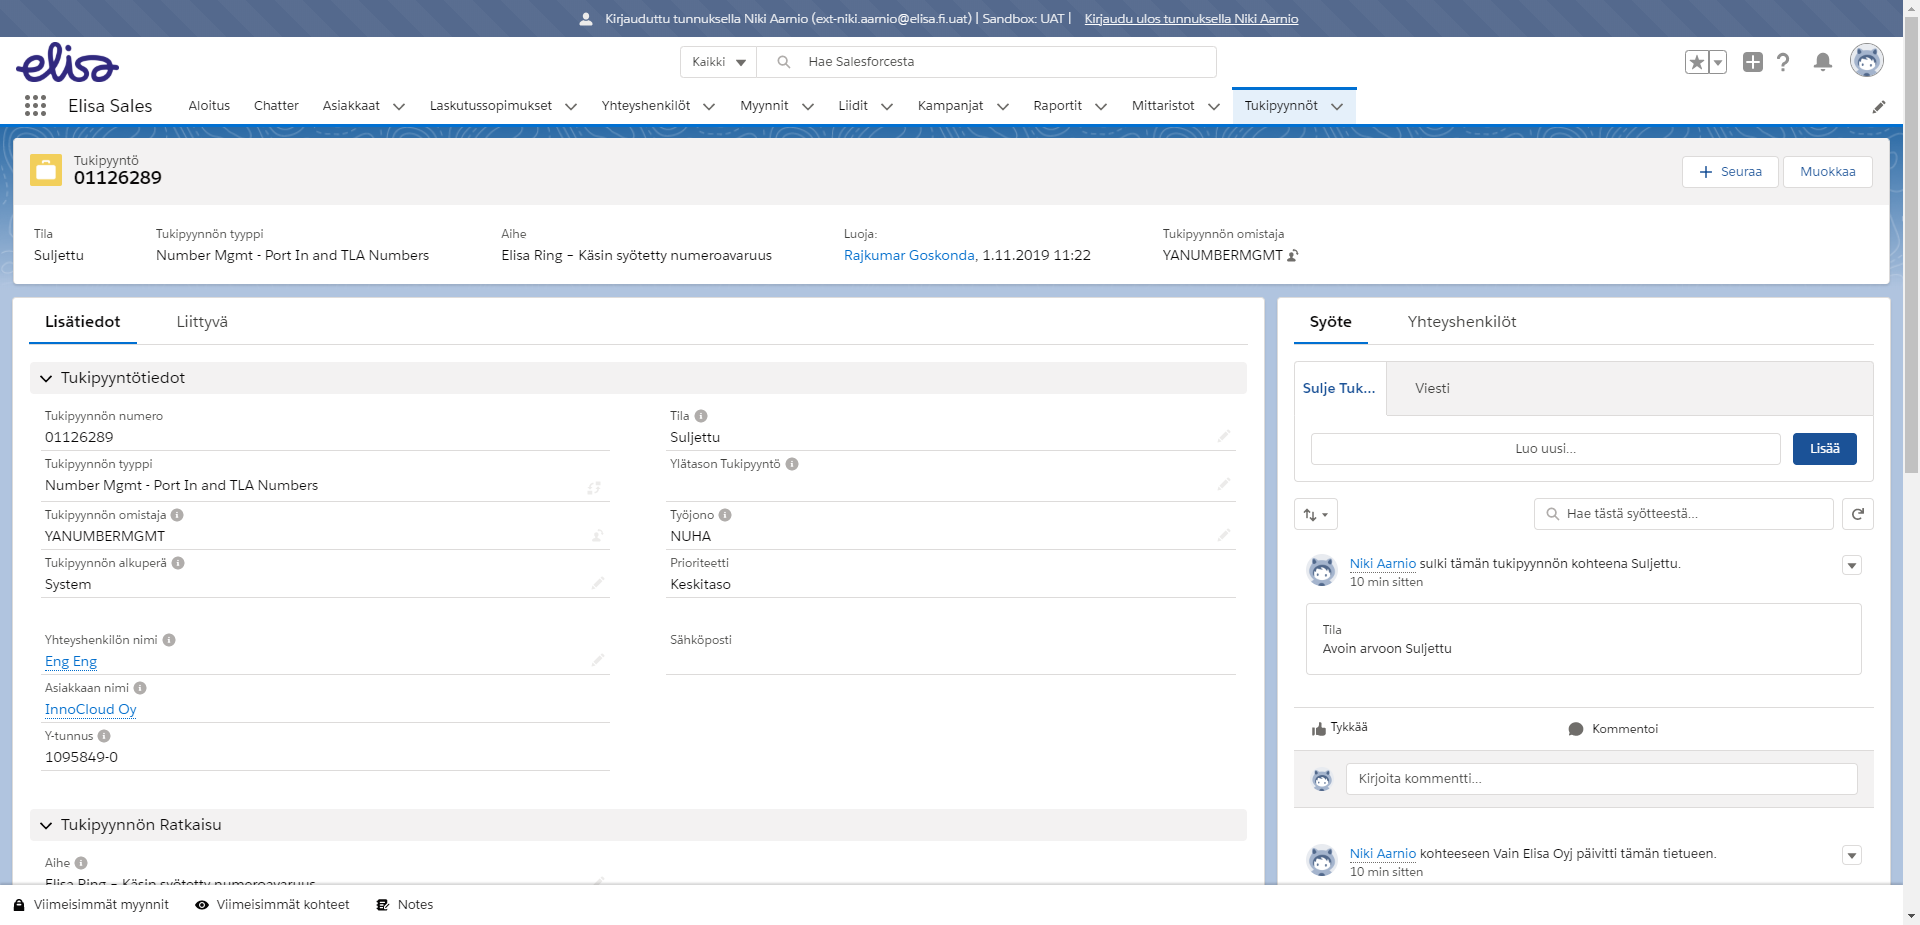 Kirjauduttu tunnuksella Niki Aarnio (ext-niki.aarnio@elisa.fi.uat) | Sandbox: UAT | Kirjaudu ulos tunnuksella Niki Aarnio
elisa
Kaikki
Hae Salesforcesta
Elisa Sales
Aloitus
Chatter
Asiakkaat
Laskutussopimukset
Yhteyshenkilöt
Myynnit
Liidit
Kampanjat
Raportit
Mittaristot
Tukipyynnöt
Tukipyyntö
01126289
Seuraa
Muokkaa
Tila
Suljettu
Tukipyynnön tyyppi
Number Mgmt - Port In and TLA Numbers
Aihe
Elisa Ring – Käsin syötetty numeroavaruus
Luoja:
Rajkumar Goskonda, 1.11.2019 11:22
Tukipyynnön omistaja
YANUMBERMGMT
Lisätiedot
Liittyvä
Tukipyyntötiedot
Tukipyynnön numero
01126289
Tila
Suljettu
Tukipyynnön tyyppi
Number Mgmt - Port In and TLA Numbers
Ylätason Tukipyyntö
Tukipyynnön omistaja
YANUMBERMGMT
Työjono
NUHA
Tukipyynnön alkuperä
System
Prioriteetti
Keskitaso
Yhteyshenkilön nimi
Eng Eng
Sähköposti
Asiakkaan nimi
InnoCloud Oy
Y-tunnus
1095849-0
Tukipyynnön Ratkaisu
Aihe
Elisa Ring – Käsin syötetty numeroavaruus
Syöte
Yhteyshenkilöt
Sulje Tuk...
Viesti
Luo uusi...
Lisää
Hae tästä syötteestä...
Niki Aarnio sulki tämän tukipyynnön kohteena Suljettu.
10 min sitten
Tila
Avoin arvoon Suljettu
Tykkää
Kommentoi
Kirjoita kommentti...
Niki Aarnio kohteeseen Vain Elisa Oyj päivitti tämän tietueen.
10 min sitten
Viimeisimmät myynnit
Viimeisimmät kohteet
Notes